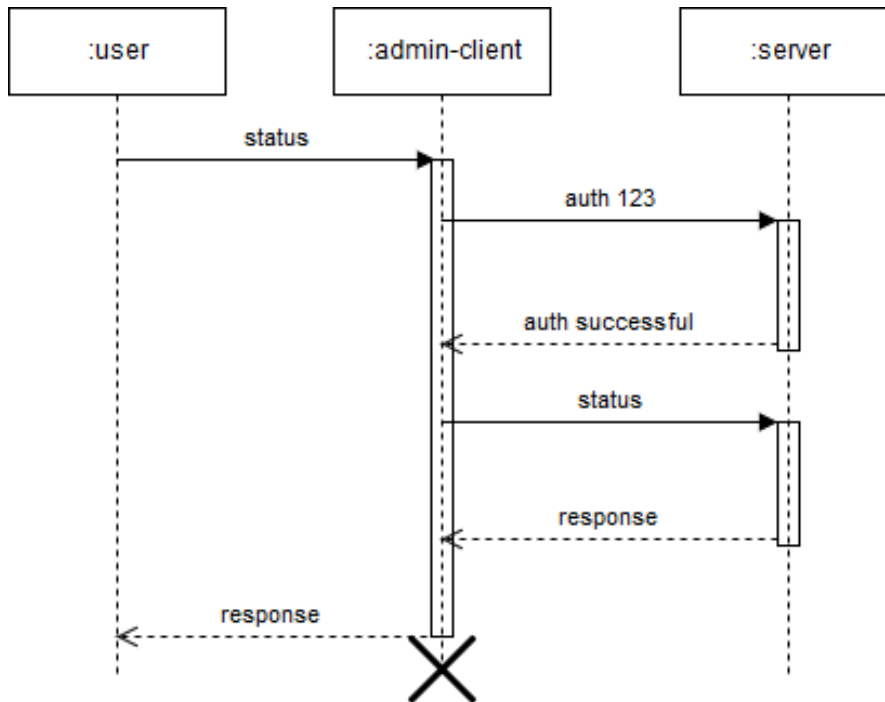 :user
:admin-client
:server
status
auth 123
auth successful
status
response
response